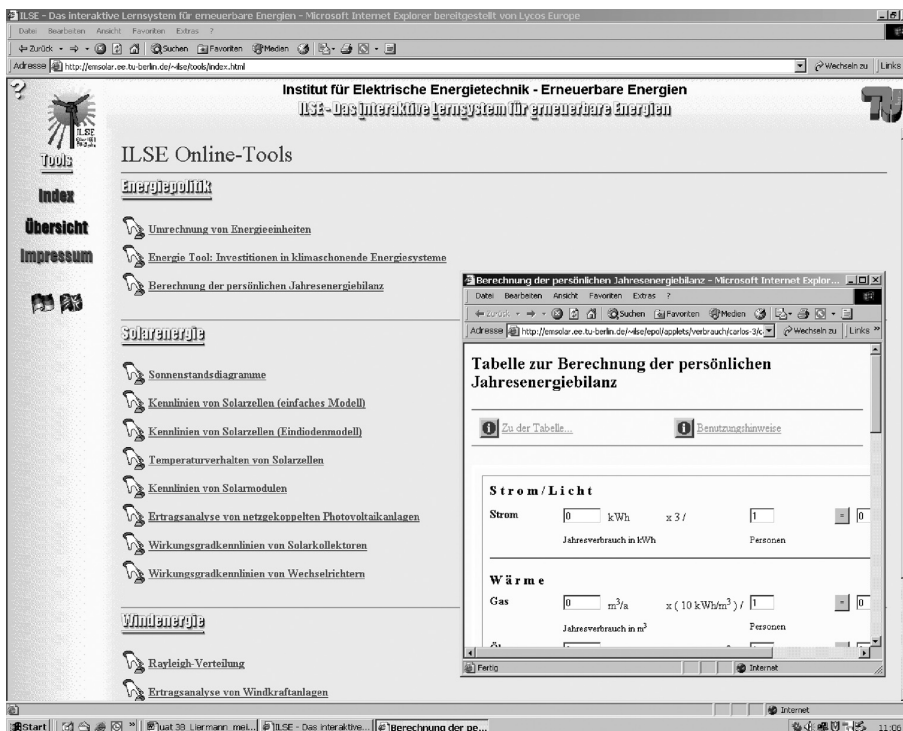 ILSE - Das interaktive Lernsystem für erneuerbare Energien - Microsoft Internet Explorer bereitgestellt von Lycos Europe
Datei Bearbeiten Ansicht Favoriten Extras ?
Zurück Suchen Favoriten Medien
Adresse http://emsolar.ee.tu-berlin.de/~ilse/tools/index.html Wechseln zu Links
Institut für Elektrische Energietechnik - Erneuerbare Energien
ILSE - Das interaktive Lernsystem für erneuerbare Energien
ILSE
Tools
Index
Übersicht
Impressum
ILSE Online-Tools
Energiepolitik
Umrechnung von Energieeinheiten
Energie Tool: Investitionen in klimaschonende Energiesysteme
Berechnung der persönlichen Jahresenergiebilanz
Solarenergie
Sonnenstandsdiagramme
Kennlinien von Solarzellen (einfaches Modell)
Kennlinien von Solarzellen (Eindiodenmodell)
Temperaturverhalten von Solarzellen
Kennlinien von Solarmodulen
Ertragsanalyse von netzgekoppelten Photovoltaikanlagen
Wirkungsgradkennlinien von Solarkollektoren
Wirkungsgradkennlinien von Wechselrichtern
Windenergie
Rayleigh-Verteilung
Ertragsanalyse von Windkraftanlagen
Berechnung der persönlichen Jahresenergiebilanz - Microsoft Internet Explor...
Datei Bearbeiten Ansicht Favoriten Extras ?
Zurück Suchen Favoriten Medien
Adresse http://emsolar.ee.tu-berlin.de/~ilse/epol/applets/verbrauch/carlos-3/c Wechseln zu Links »
Tabelle zur Berechnung der persönlichen
Jahresenergiebilanz
Zu der Tabelle... Benutzungshinweise
Strom/Licht
Strom 0 kWh x 3 / 1 = 0
Jahresverbrauch in kWh Personen
Wärme
Gas 0 m³/a x ( 10 kWh/m³ ) / 1 = 0
Jahresverbrauch in m³ Personen
Fertig Internet
Internet
Start » uat 38 Liermann mei... ILSE - Das interaktive... Berechnung der pe... 11:06